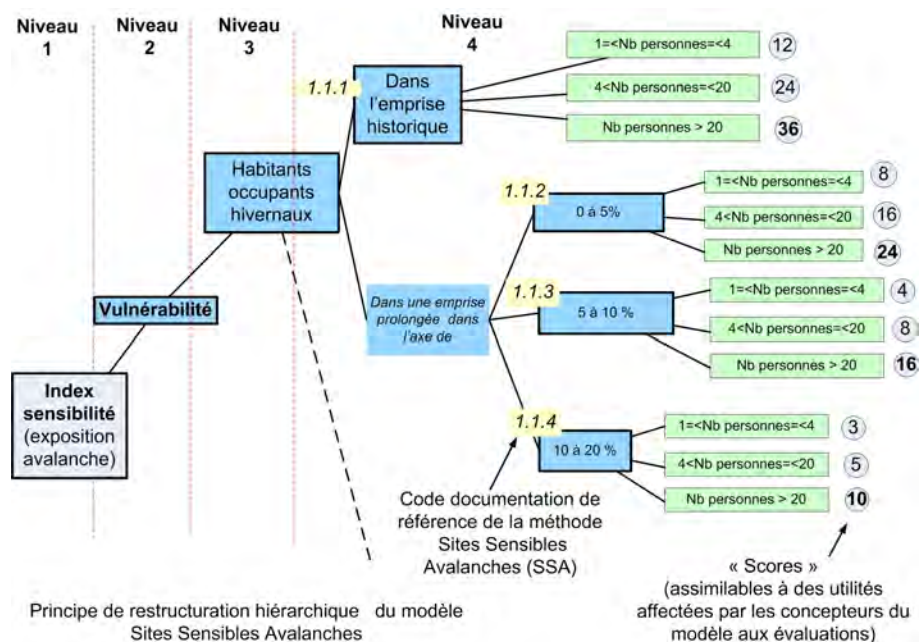 Niveau
1
Niveau
2
Niveau
3
Niveau
4
1.1.1
Dans
l'emprise
historique
1=<Nb personnes=<4
12
4<Nb personnes=<20
24
Nb personnes > 20
36
Habitants
occupants
hivernaux
1.1.2
0 à 5%
1=<Nb personnes=<4
8
4<Nb personnes=<20
16
Nb personnes > 20
24
Vulnérabilité
Dans une emprise
prolongée dans
l'axe de
1.1.3
5 à 10 %
1=<Nb personnes=<4
4
4<Nb personnes=<20
8
Nb personnes > 20
16
Index
sensibilité
(exposition
avalanche)
1.1.4
10 à 20 %
1=<Nb personnes=<4
3
4<Nb personnes=<20
5
Nb personnes > 20
10
Code documentation de
référence de la méthode
Sites Sensibles
Avalanches (SSA)
« Scores »
(assimilables à des utilités
affectées par les concepteurs du
modèle aux évaluations)
Principe de restructuration hiérarchique du modèle
Sites Sensibles Avalanches